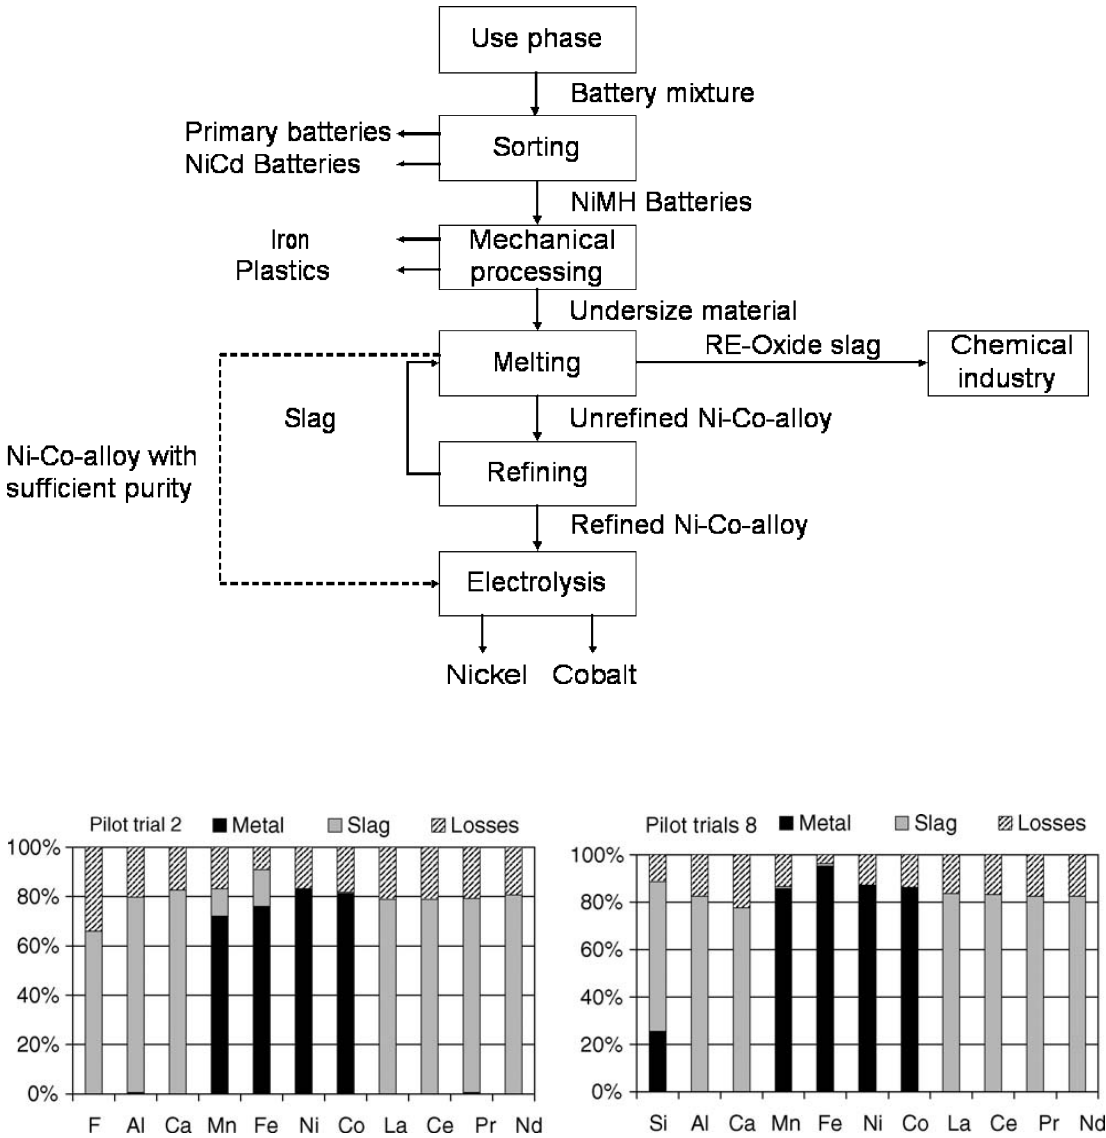 Use phase
Battery mixture
Primary batteries
NiCd Batteries
Sorting
NiMH Batteries
Iron
Plastics
Mechanical
processing
Undersize material
Melting
RE-Oxide slag
Chemical
industry
Slag
Unrefined Ni-Co-alloy
Ni-Co-alloy with
sufficient purity
Refining
Refined Ni-Co-alloy
Electrolysis
Nickel
Cobalt
Pilot trial 2 Metal Slag Losses
100%
80%
60%
40%
20%
0%
F Al Ca Mn Fe Ni Co La Ce Pr Nd
Pilot trials 8 Metal Slag Losses
100%
80%
60%
40%
20%
0%
Si Al Ca Mn Fe Ni Co La Ce Pr Nd